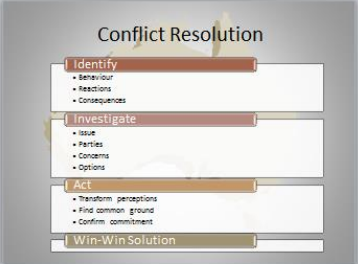 Conflict Resolution
Identify
• Behaviour
• Reactions
• Consequences
Investigate
• Issue
• Parties
• Concerns
• Options
Act
• Transform perceptions
• Find common ground
• Confirm commitment
Win-Win Solution